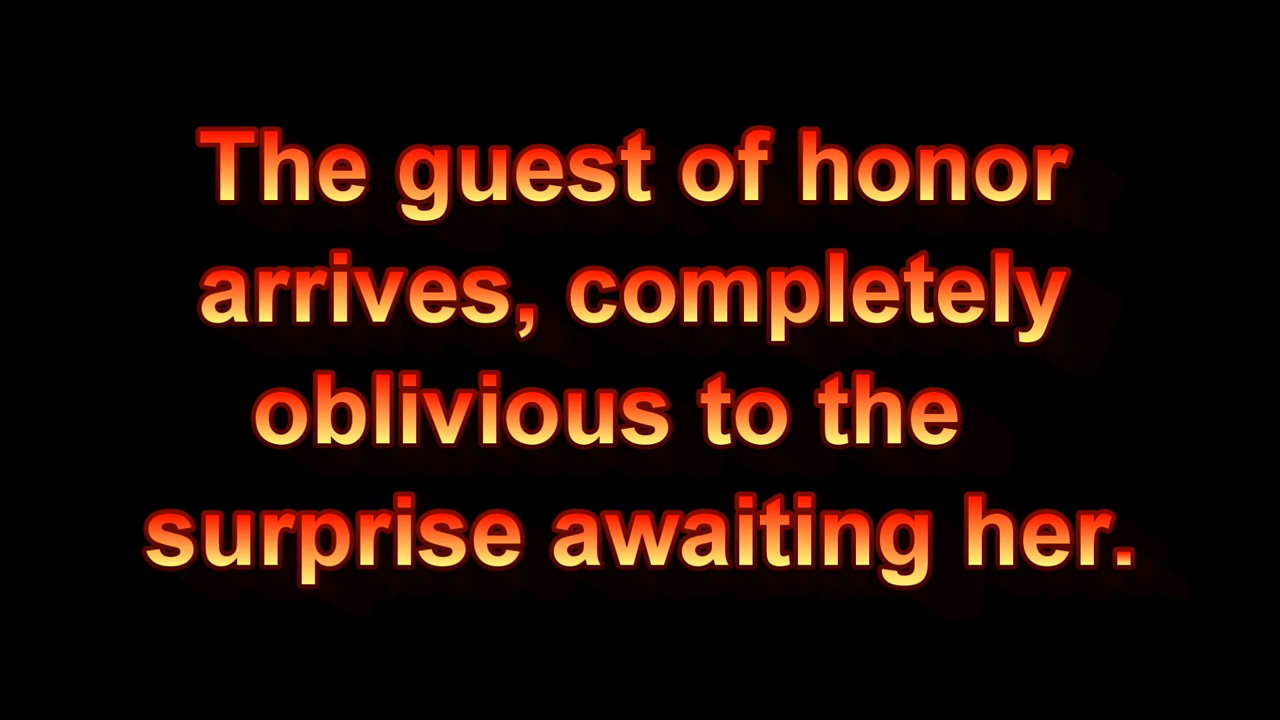 The guest of honor
arrives, completely
oblivious to the
surprise awaiting her.